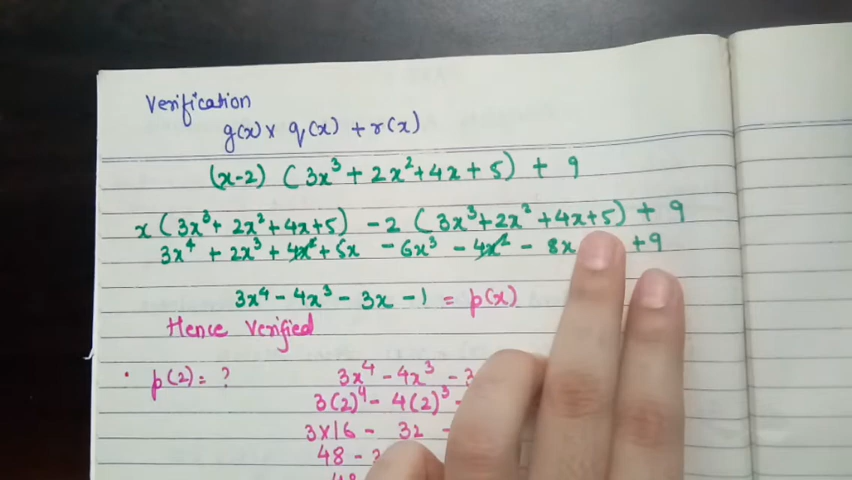 Verification
g(x) x q(x) + r(x)
(x-2) (3x³ + 2x² + 4x + 5) + 9
x (3x³ + 2x² + 4x + 5) - 2 (3x³ + 2x² + 4x + 5) + 9
3x⁴ + 2x³ + 4x² + 5x - 6x³ - 4x² - 8x +9
3x⁴ - 4x³ - 3x - 1 = p(x)
Hence Verified
• p(2) = ? 3x⁴ - 4x³ -
3(2)⁴ - 4(2)³ -
3x16 - 32 -
48 -